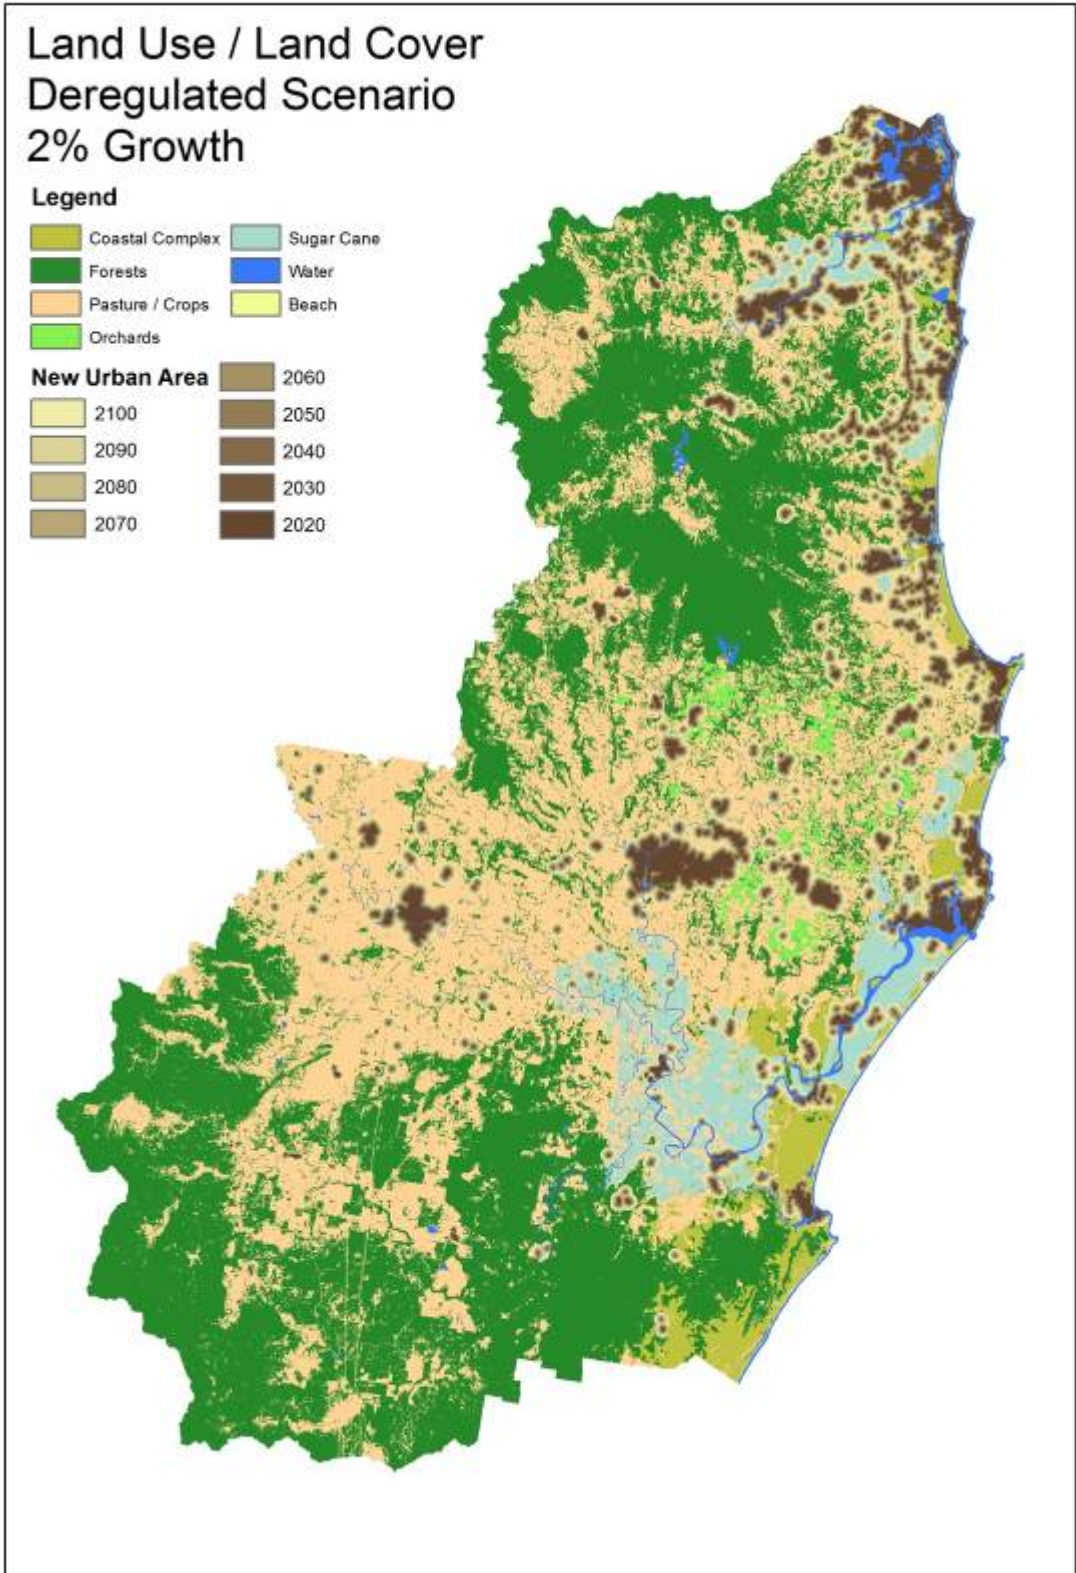 Land Use / Land Cover
Deregulated Scenario
2% Growth
Legend
Coastal Complex
Sugar Cane
Forests
Water
Pasture / Crops
Beach
Orchards
New Urban Area
2060
2100
2050
2090
2040
2080
2030
2070
2020